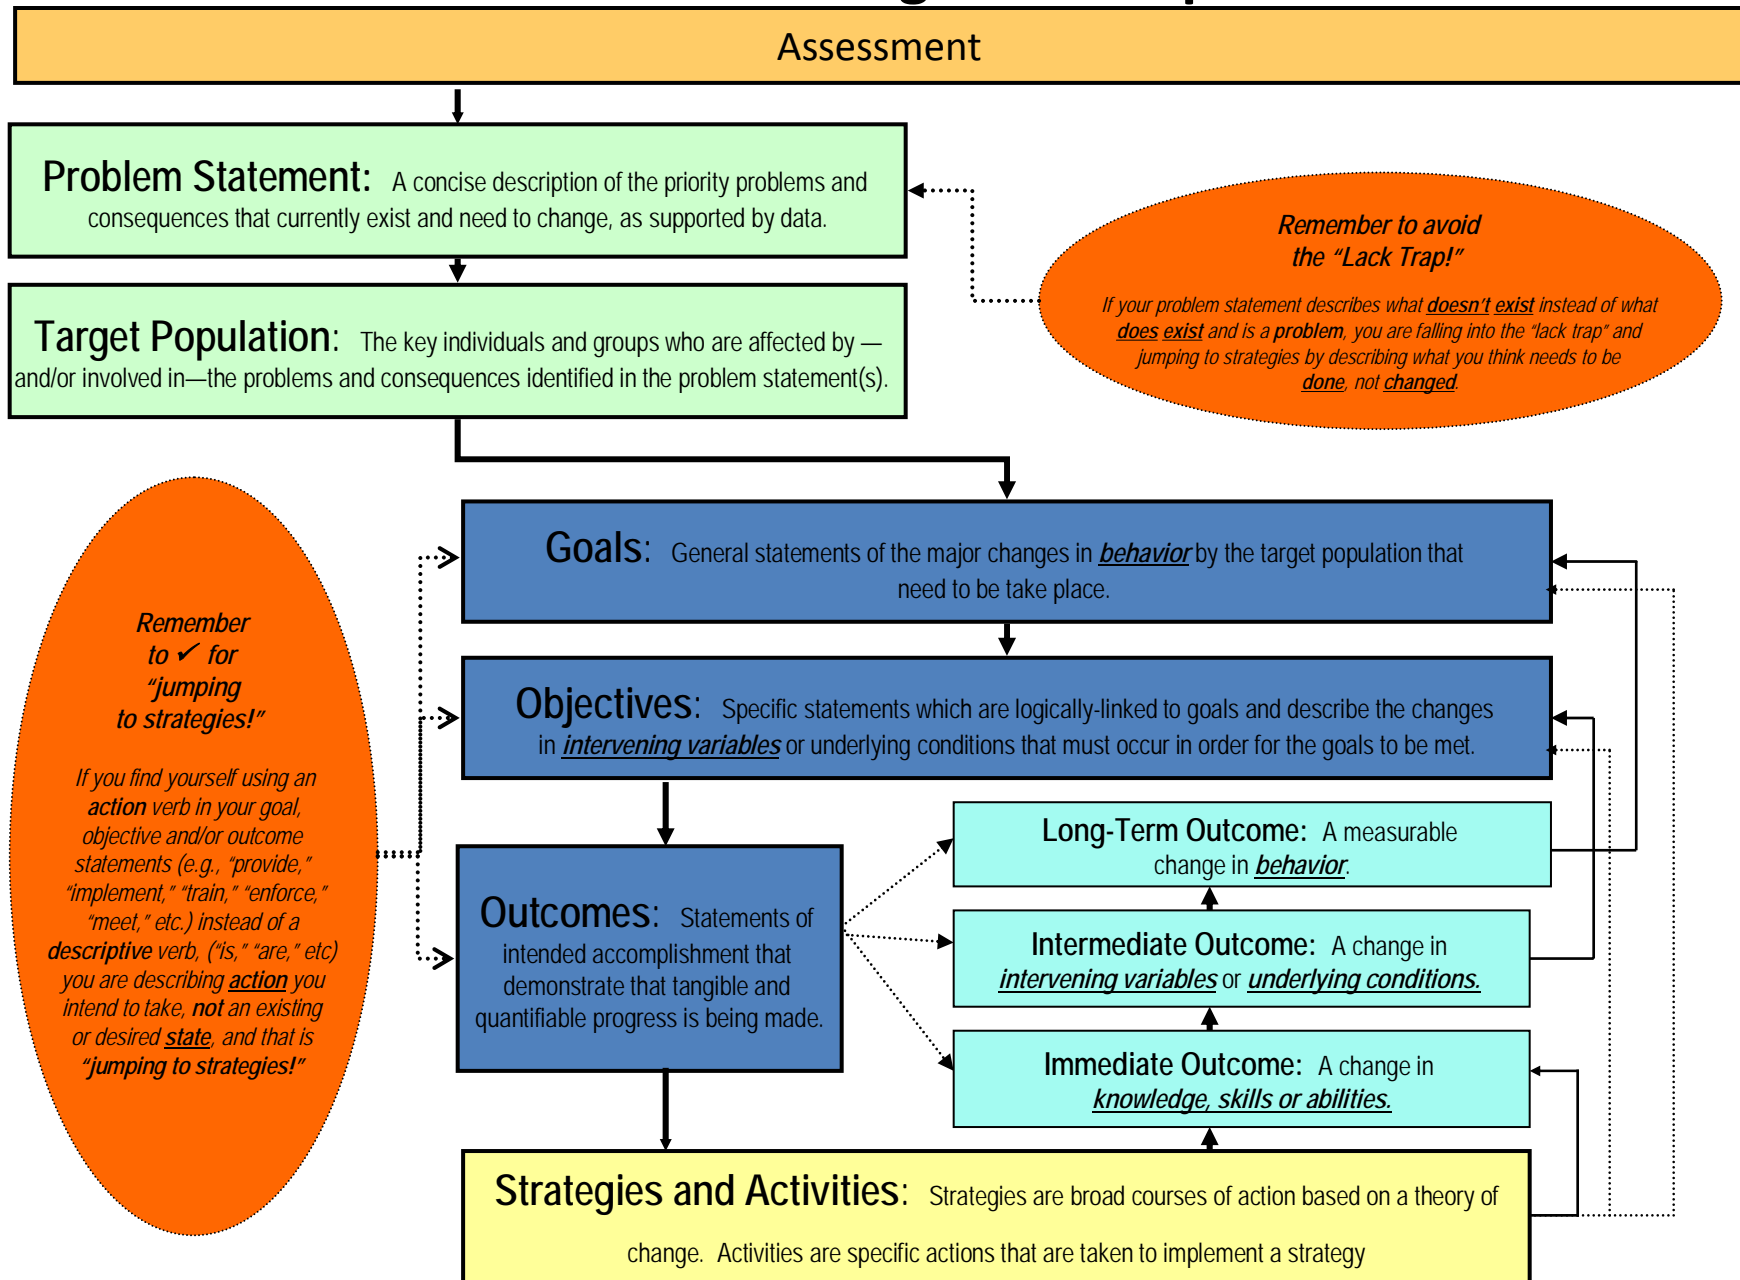 Assessment
Problem Statement: A concise description of the priority problems and
consequences that currently exist and need to change, as supported by data.
Remember to avoid
the “Lack Trap!”
If your problem statement describes what doesn't exist instead of what
does exist and is a problem, you are falling into the “lack trap” and
jumping to strategies by describing what you think needs to be
done, not changed.
Target Population: The key individuals and groups who are affected by —
and/or involved in—the problems and consequences identified in the problem statement(s).
Goals: General statements of the major changes in behavior by the target population that
need to be take place.
Remember
to ✓ for
“jumping
to strategies!”
If you find yourself using an
action verb in your goal,
objective and/or outcome
statements (e.g., “provide,”
“implement,” “train,” “enforce,”
“meet,” etc.) instead of a
descriptive verb, (“is,” “are,” etc)
you are describing action you
intend to take, not an existing
or desired state, and that is
“jumping to strategies!”
Objectives: Specific statements which are logically-linked to goals and describe the changes
in intervening variables or underlying conditions that must occur in order for the goals to be met.
Outcomes: Statements of
intended accomplishment that
demonstrate that tangible and
quantifiable progress is being made.
Long-Term Outcome: A measurable
change in behavior.
Intermediate Outcome: A change in
intervening variables or underlying conditions.
Immediate Outcome: A change in
knowledge, skills or abilities.
Strategies and Activities: Strategies are broad courses of action based on a theory of
change. Activities are specific actions that are taken to implement a strategy